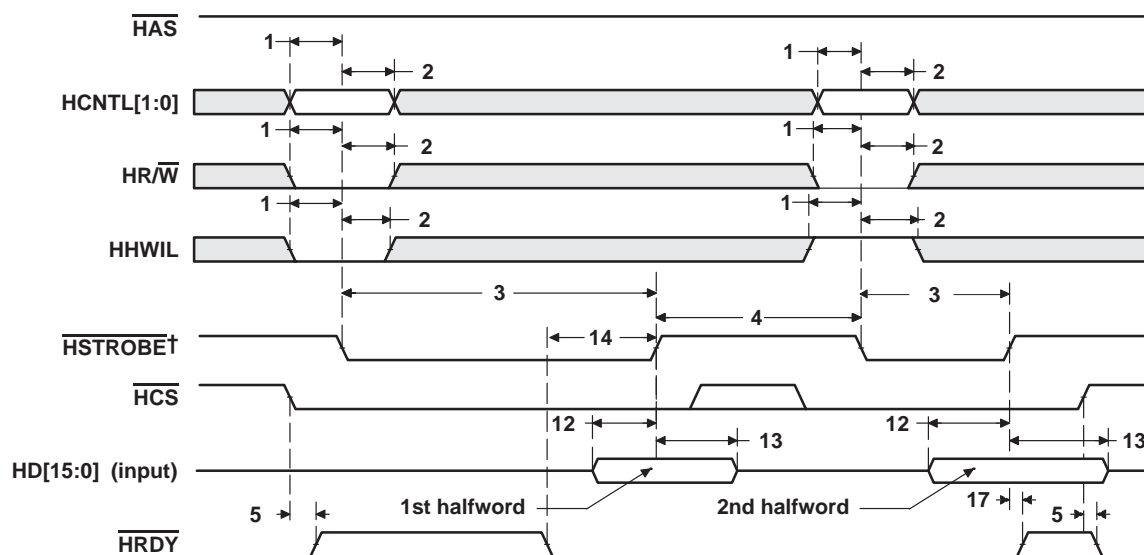 HAS
1
1
2
2
HCNTL[1:0]
1
1
2
2
HR/W
1
1
2
2
HHWIL
3
3
4
14
HSTROBE†
HCS
12
12
13
13
HD[15:0] (input)
1st halfword
2nd halfword
17
5
5
HRDY